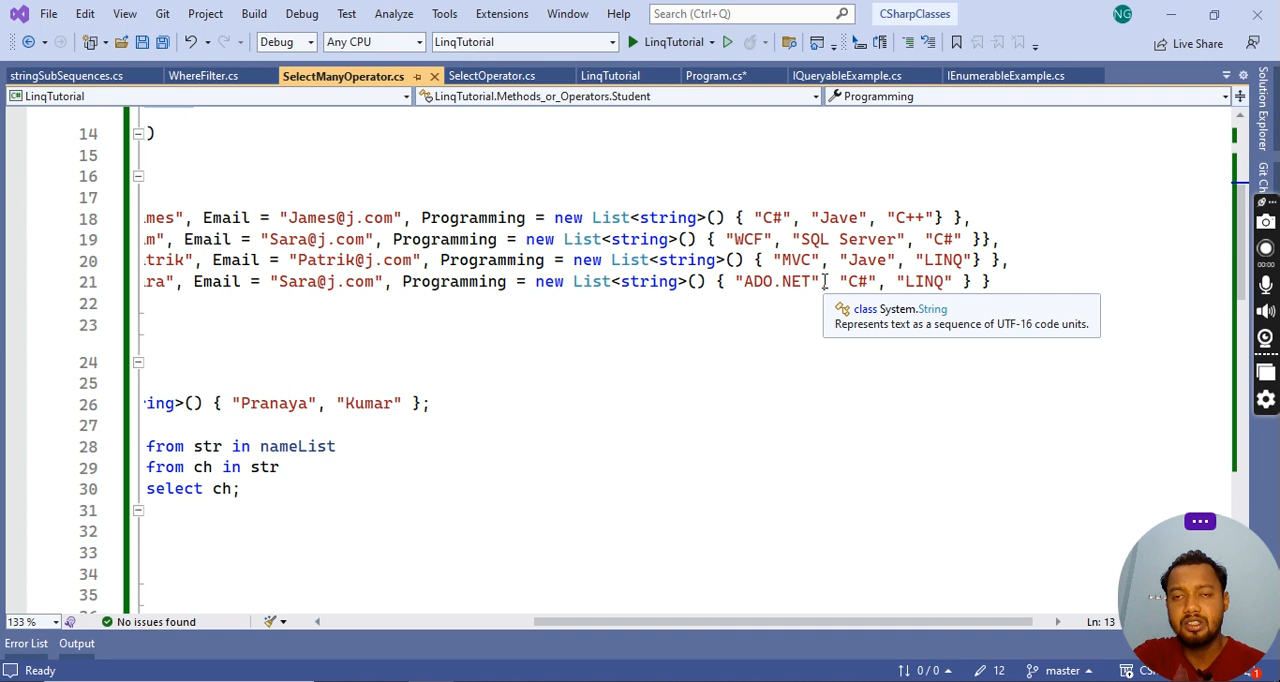 File Edit View Git Project Build Debug Test Analyze Tools Extensions Window Help Search (Ctrl+Q) CSharpClasses NG
Debug Any CPU LinqTutorial LinqTutorial Live Share
stringSubSequences.cs WhereFilter.cs SelectManyOperator.cs SelectOperator.cs LinqTutorial Program.cs* IQueryableExample.cs IEnumerableExample.cs
LinqTutorial LinqTutorial.Methods_or_Operators.Student Programming
Solution Explorer
14 )
15
16
17
18 mes", Email = "James@j.com", Programming = new List<string>() { "C#", "Jave", "C++"} },
19 m", Email = "Sara@j.com", Programming = new List<string>() { "WCF", "SQL Server", "C#" }},
20 trik", Email = "Patrik@j.com", Programming = new List<string>() { "MVC", "Jave", "LINQ"} },
21 ra", Email = "Sara@j.com", Programming = new List<string>() { "ADO.NET", "C#", "LINQ" } }
22
class System.String
23
Represents text as a sequence of UTF-16 code units.
24
25
26 ring>() { "Pranaya", "Kumar" };
27
28 from str in nameList
29 from ch in str
30 select ch;
31
32
33
34
35
133 % No issues found Ln: 13
Error List Output
Ready 0 / 0 12 master 1
00:00